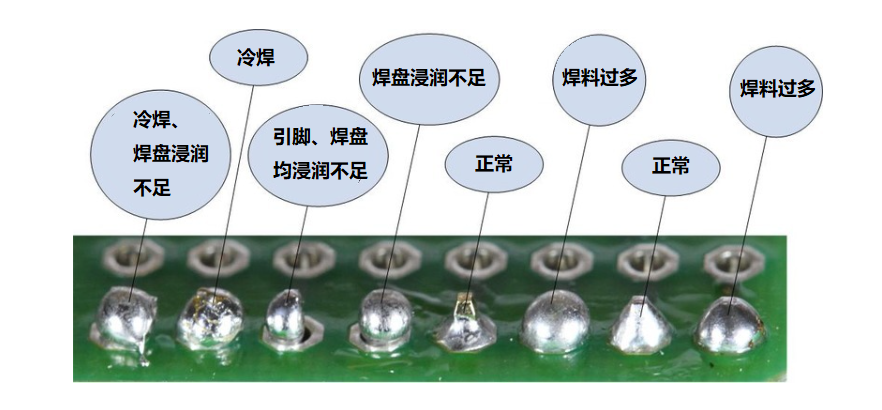 冷焊、
焊盘浸润
不足
冷焊
引脚、焊盘
均浸润不足
焊盘浸润不足
正常
焊料过多
正常
焊料过多